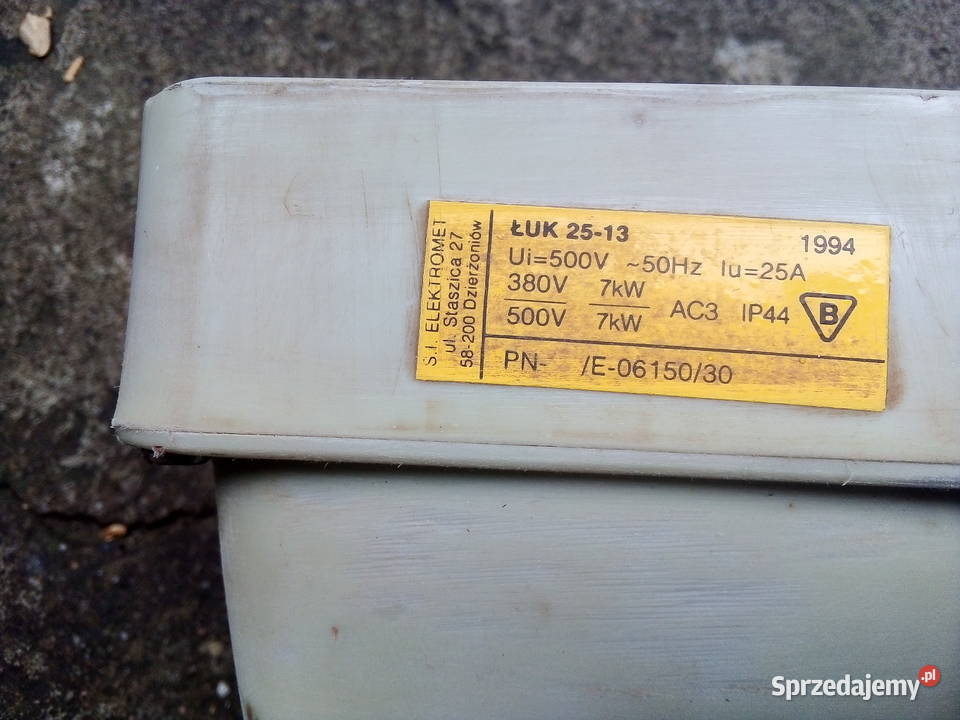 S.I. ELEKTROMET
ul. Staszica 27
58-200 Dzierżoniów
ŁUK 25-13 1994
Ui=500V ~50Hz Iu=25A
380V 7kW
500V 7kW
AC3 IP44 B
PN- /E-06150/30
Sprzedajemy.pl